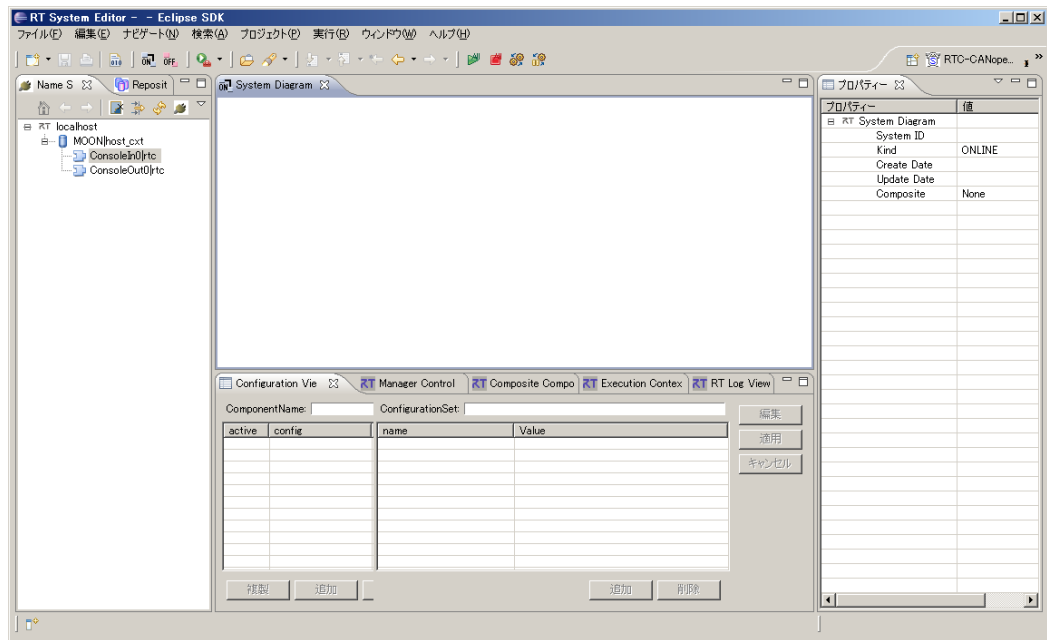 RT System Editor - - Eclipse SDK
ファイル(F) 編集(E) ナビゲート(N) 検索(A) プロジェクト(P) 実行(R) ウィンドウ(W) ヘルプ(H)
RTC-CANope...
Name S
Reposit
System Diagram
プロパティー
localhost
MOON|host_cxt
ConsoleIn0|rtc
ConsoleOut0|rtc
プロパティー 値
RT System Diagram
System ID
Kind ONLINE
Create Date
Update Date
Composite None
Configuration Vie
RT Manager Control
RT Composite Compo
RT Execution Contex
RT RT Log View
ComponentName: ConfigurationSet:
active config
name Value
編集
適用
キャンセル
複製 追加
追加 削除